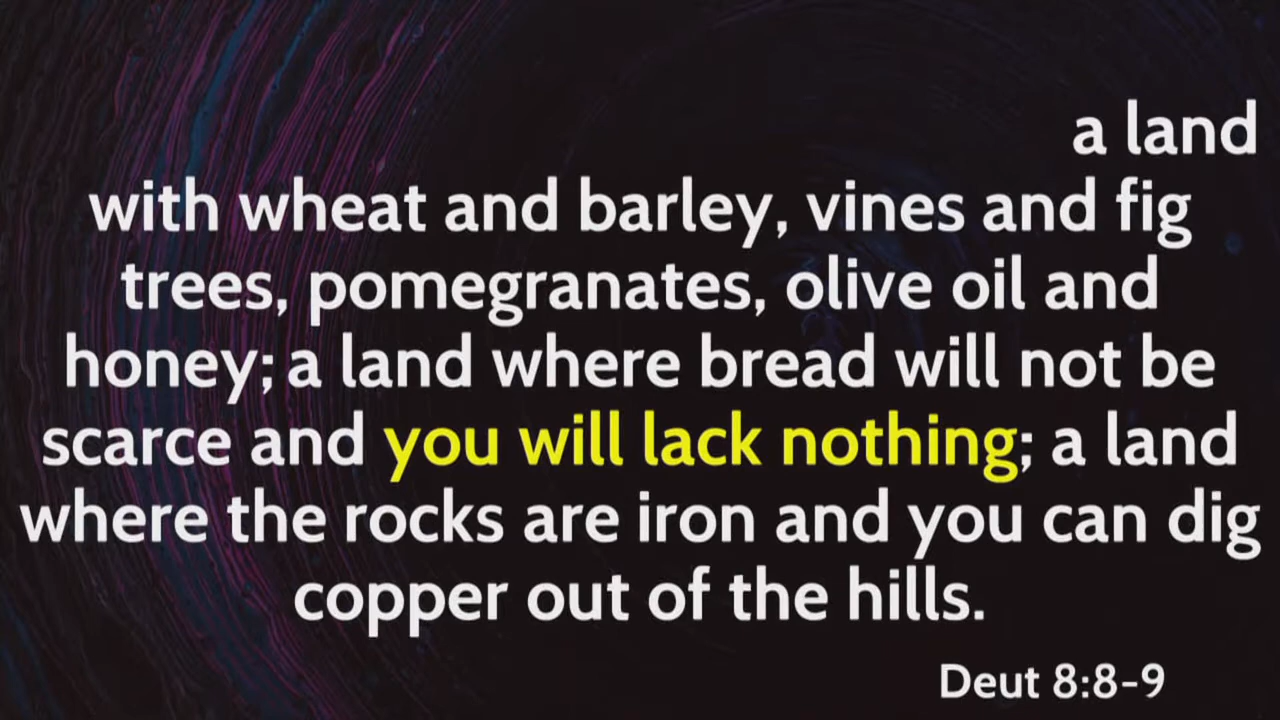 a land
with wheat and barley, vines and fig
trees, pomegranates, olive oil and
honey; a land where bread will not be
scarce and you will lack nothing; a land
where the rocks are iron and you can dig
copper out of the hills.
Deut 8:8-9